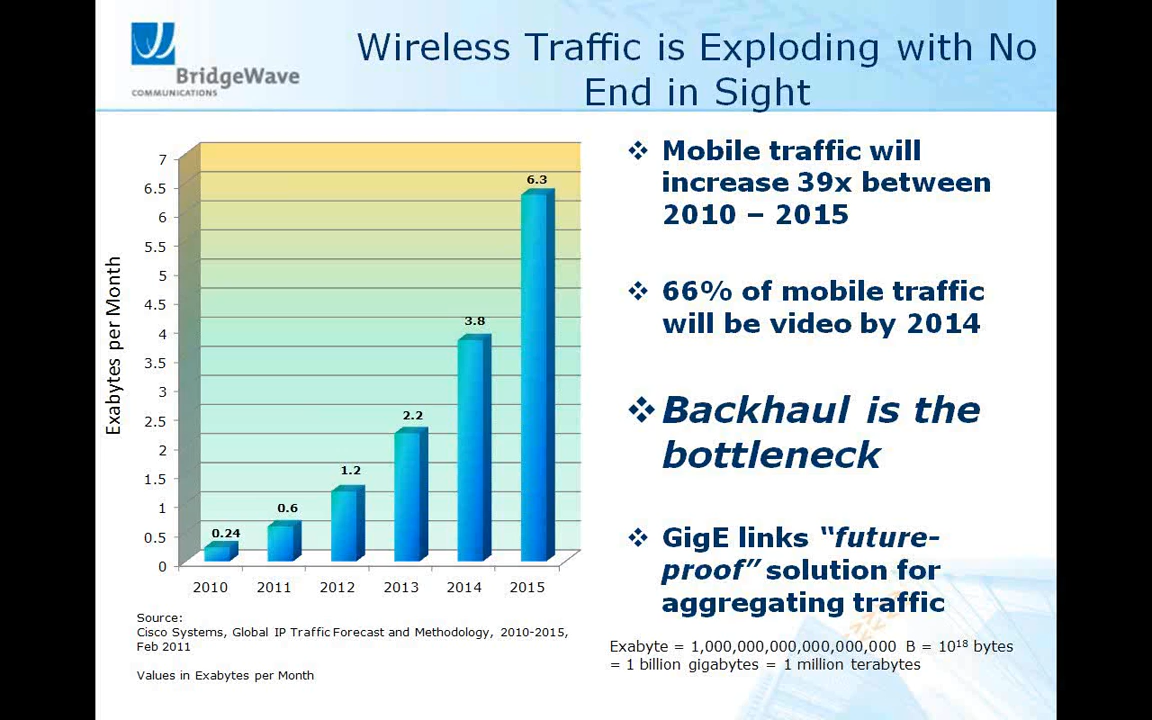 BridgeWave
COMMUNICATIONS
Wireless Traffic is Exploding with No
End in Sight
Exabytes per Month
7
6.5
6
5.5
5
4.5
4
3.5
3
2.5
2
1.5
1
0.5
0
0.24
0.6
1.2
2.2
3.8
6.3
2010 2011 2012 2013 2014 2015
Source:
Cisco Systems, Global IP Traffic Forecast and Methodology, 2010-2015,
Feb 2011
Values in Exabytes per Month
❖ Mobile traffic will
increase 39x between
2010 – 2015
❖ 66% of mobile traffic
will be video by 2014
❖ Backhaul is the
bottleneck
❖ GigE links “future-
proof” solution for
aggregating traffic
Exabyte = 1,000,000,000,000,000,000 B = 10¹⁸ bytes
= 1 billion gigabytes = 1 million terabytes